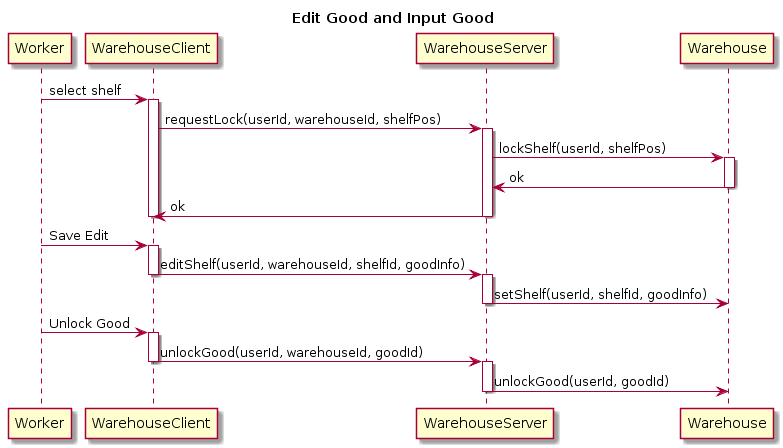 Edit Good and Input Good
Worker WarehouseClient WarehouseServer Warehouse
select shelf
requestLock(userId, warehouseId, shelfPos)
lockShelf(userId, shelfPos)
ok
ok
Save Edit
editShelf(userId, warehouseId, shelfId, goodInfo)
setShelf(userId, shelfId, goodInfo)
Unlock Good
unlockGood(userId, warehouseId, goodId)
unlockGood(userId, goodId)
Worker WarehouseClient WarehouseServer Warehouse